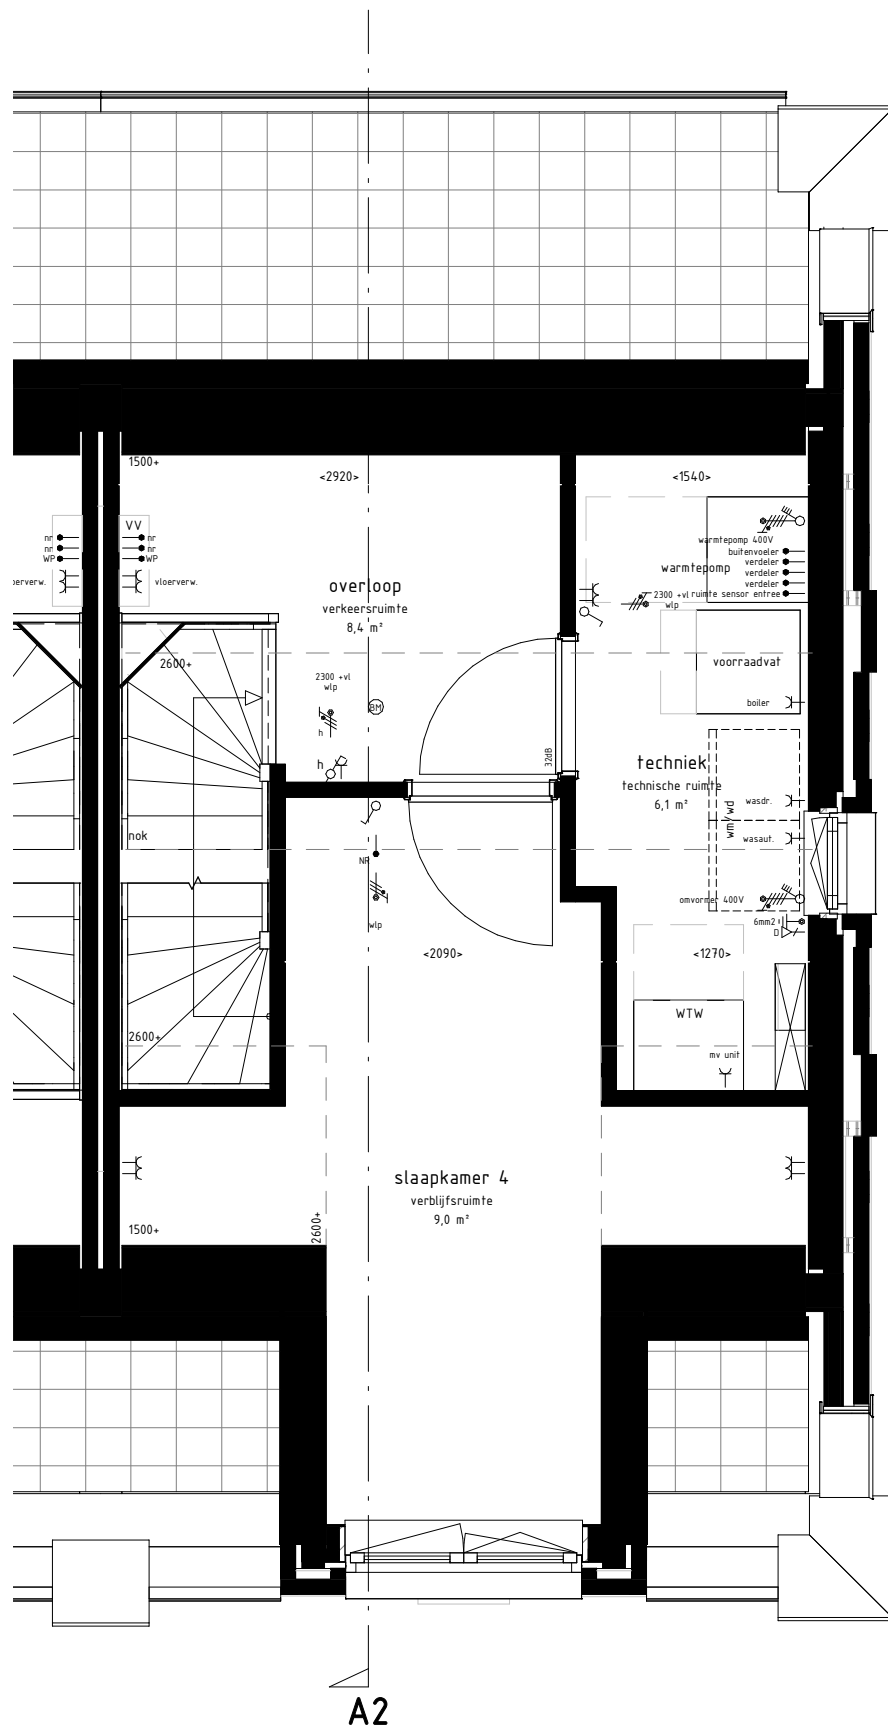 1500+
<2920>
<1540>
VV
nr
nr
WP
nr
nr
WP
vloerverw.
overloop
verkeersruimte
8,4 m²
warmtepomp 400V
buitenvoeler
verdeler
warmtepomp
verdeler
verdeler
verdeler
2300 +vl
wlp
ruimte sensor entree
2600+
voorraadvat
2300 +vl
wlp
boiler
BM
h
h
32dB
techniek
technische ruimte
6,1 m²
wasdr.
wm/wd
nok
wasaut.
NR
omvormer 400V
wlp
6mm2
D
<2090>
<1270>
WTW
2600+
mv unit
slaapkamer 4
verblijfsruimte
9,0 m²
1500+
2600+
A2